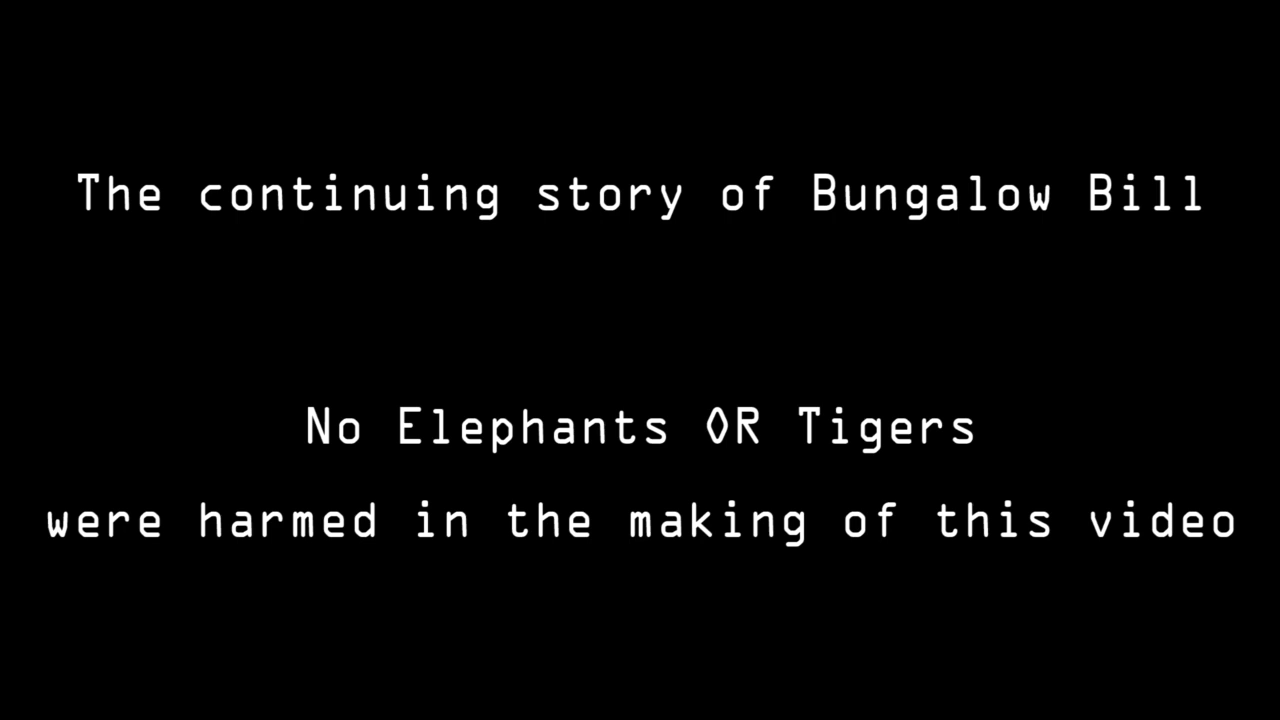 The continuing story of Bungalow Bill
No Elephants OR Tigers
were harmed in the making of this video